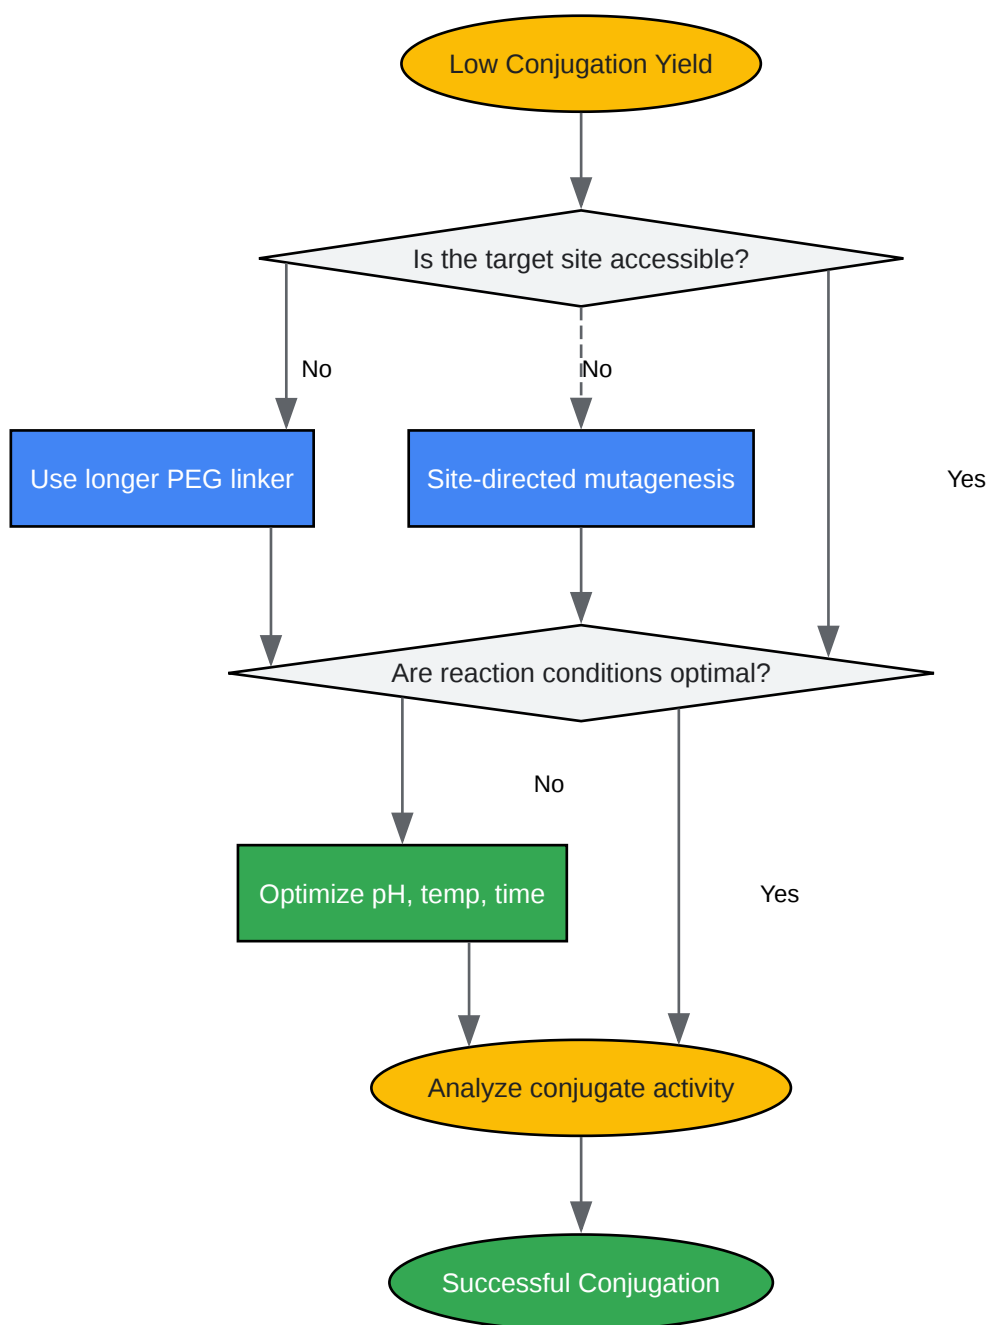 Low Conjugation Yield
Is the target site accessible?
No
No
Use longer PEG linker
Site-directed mutagenesis
Yes
Are reaction conditions optimal?
No
Optimize pH, temp, time
Yes
Analyze conjugate activity
Successful Conjugation